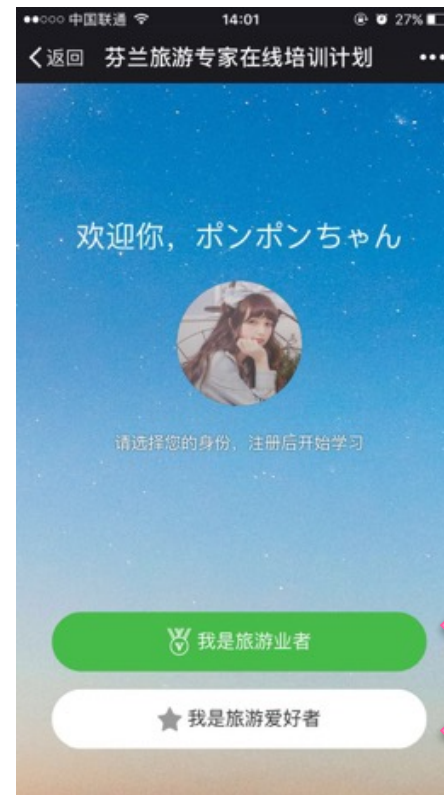 中国联通 14:01 27%
返回 芬兰旅游专家在线培训计划
欢迎你，ポンポンちゃん
请选择您的身份，注册后开始学习
我是旅游业者
我是旅游爱好者